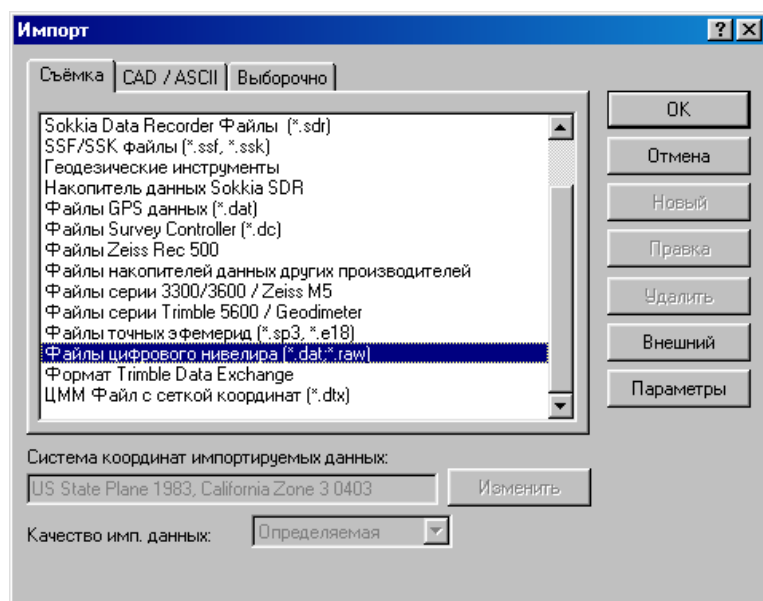 Импорт
Съёмка CAD / ASCII Выборочно
Sokkia Data Recorder Файлы (*.sdr)
SSF/SSK файлы (*.ssf, *.ssk)
Геодезические инструменты
Накопитель данных Sokkia SDR
Файлы GPS данных (*.dat)
Файлы Survey Controller (*.dc)
Файлы Zeiss Rec 500
Файлы накопителей данных других производителей
Файлы серии 3300/3600 / Zeiss M5
Файлы серии Trimble 5600 / Geodimeter
Файлы точных эфемерид (*.sp3, *.e18)
Файлы цифрового нивелира (*.dat;*.raw)
Формат Trimble Data Exchange
ЦММ Файл с сеткой координат (*.dtx)
OK
Отмена
Новый
Правка
Удалить
Внешний
Параметры
Система координат импортируемых данных:
US State Plane 1983, California Zone 3 0403
Изменить
Качество имп. данных: Определяемая